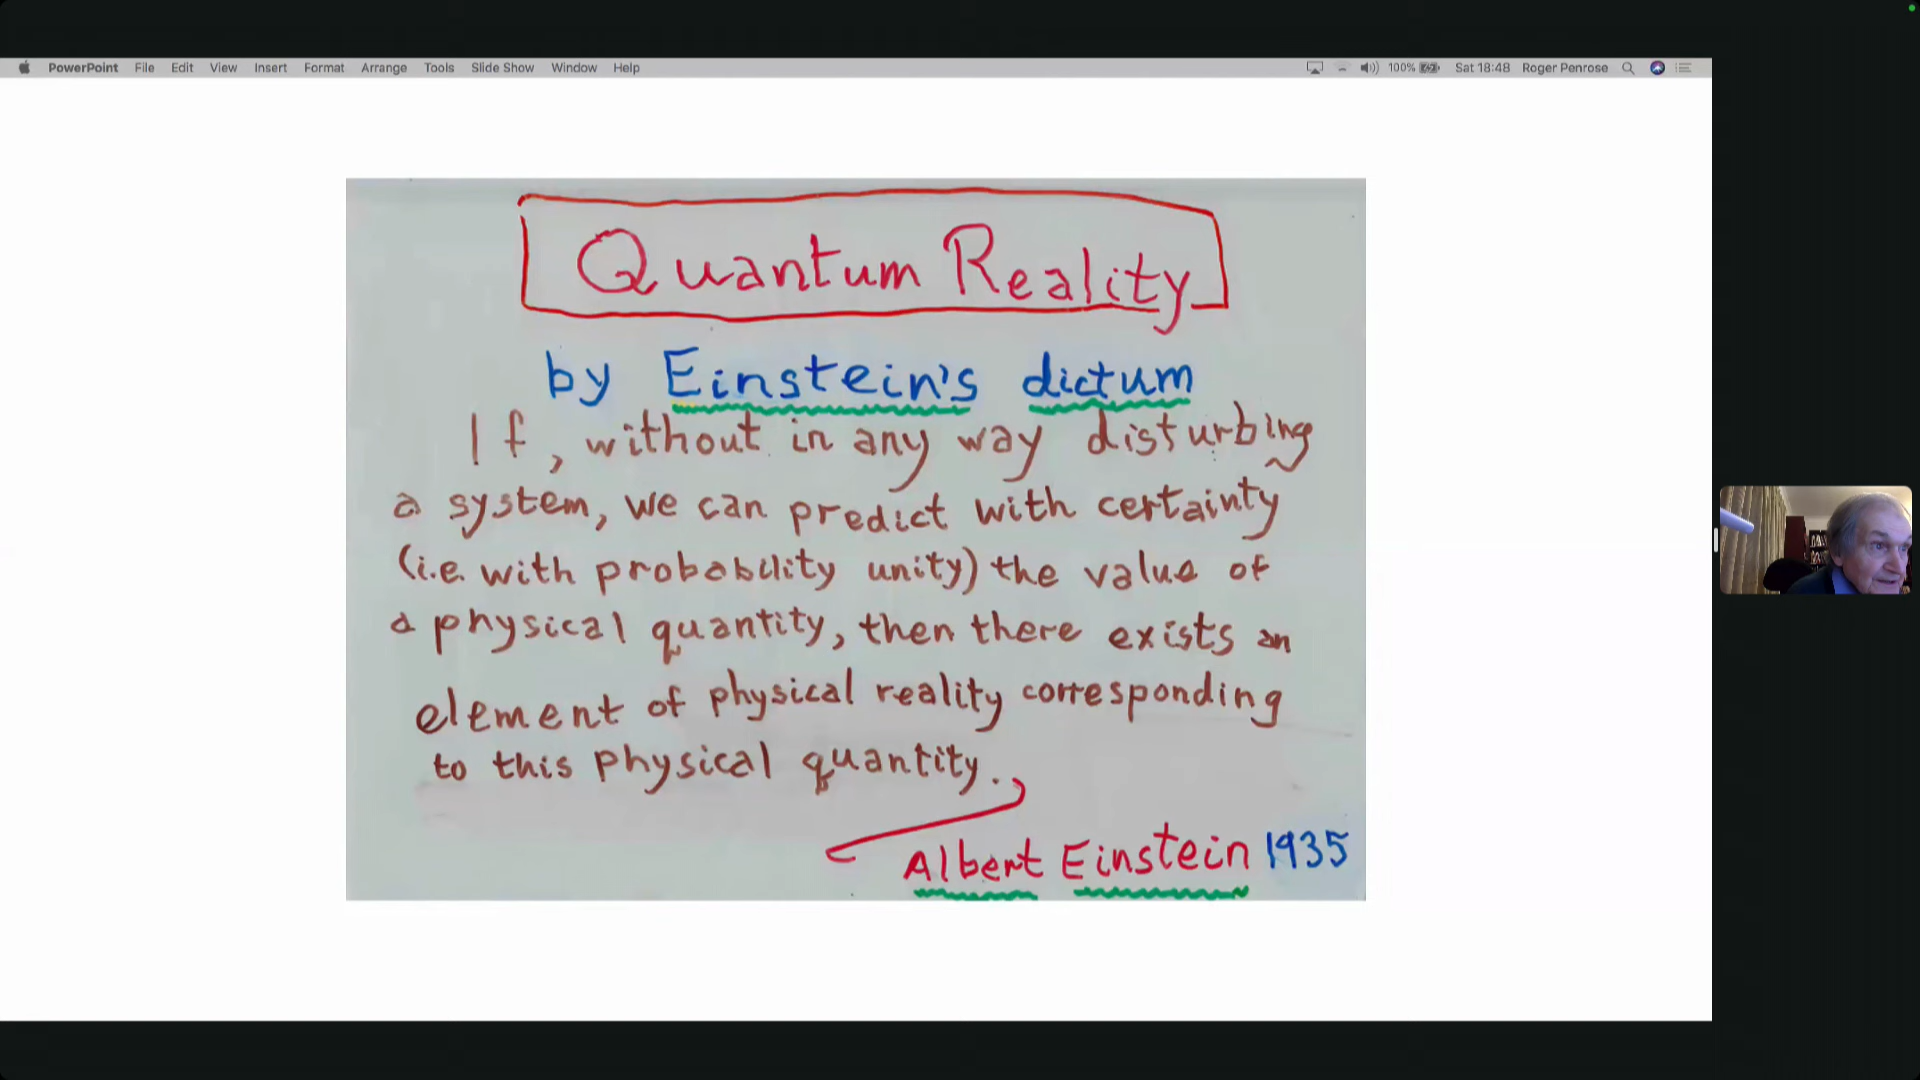 PowerPoint File Edit View Insert Format Arrange Tools Slide Show Window Help 100% Sat 18:48 Roger Penrose
Quantum Reality
by Einstein's dictum
If, without in any way disturbing
a system, we can predict with certainty
(i.e. with probability unity) the value of
a physical quantity, then there exists an
element of physical reality corresponding
to this physical quantity.
Albert Einstein 1935